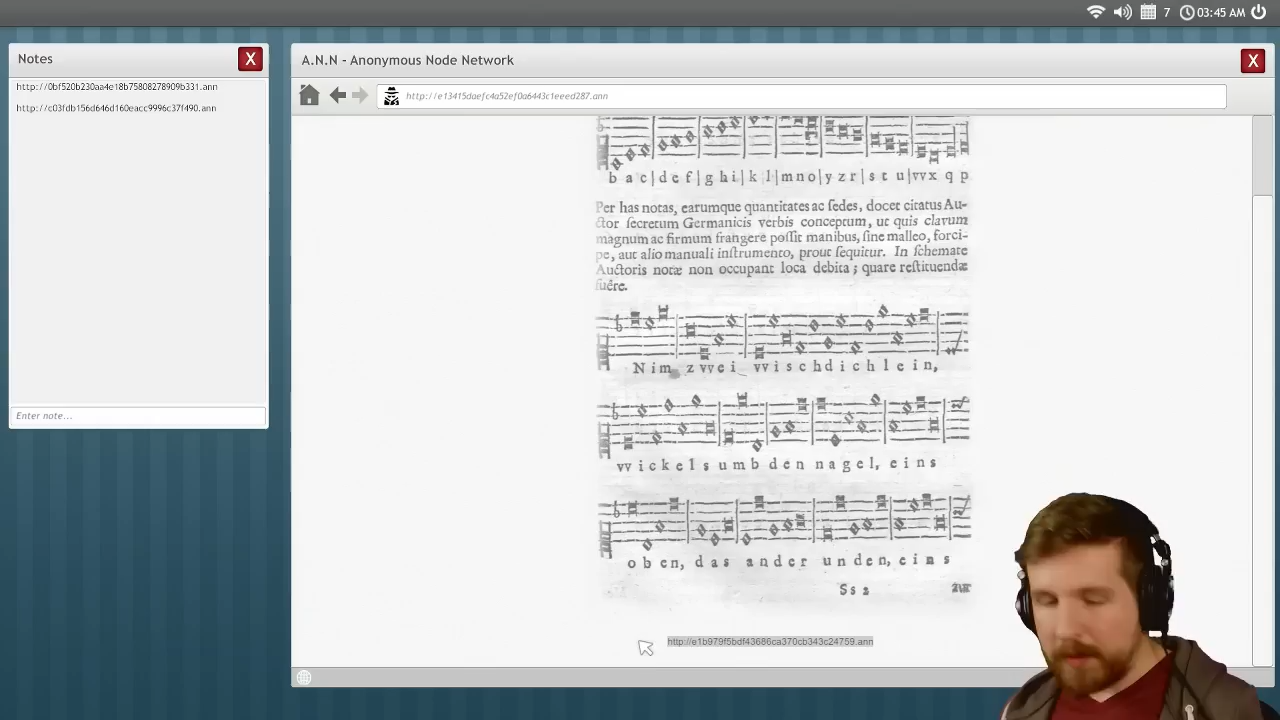 7 03:45 AM
Notes X
http://0bf520b230aa4e18b75808278909b331.ann
http://c03fdb156d646d160eacc9996c37f490.ann
Enter note...
A.N.N - Anonymous Node Network X
http://e13415daefc4a52ef0a6443c1eeed287.ann
b a c|d e f|g h i|k l|m n o|y z r|s t u|vv x q p
Per has notas, earumque quantitates ac ſedes, docet citatus Au-
ctor ſecretum Germanicis verbis conceptum, ut quis clavum
magnum ac firmum frangere poſſit manibus, ſine malleo, forci-
pe, aut alio manuali inſtrumento, prout ſequitur. In ſchemate
Auctoris notæ non occupant loca debita; quare reſtituendæ
fuêre.
Nim zvvei vvischdichlein,
vvickels umb den nagel, eins
oben, das ander unden, eins
Ss 2
http://e1b979f5bdf43686ca370cb343c24759.ann